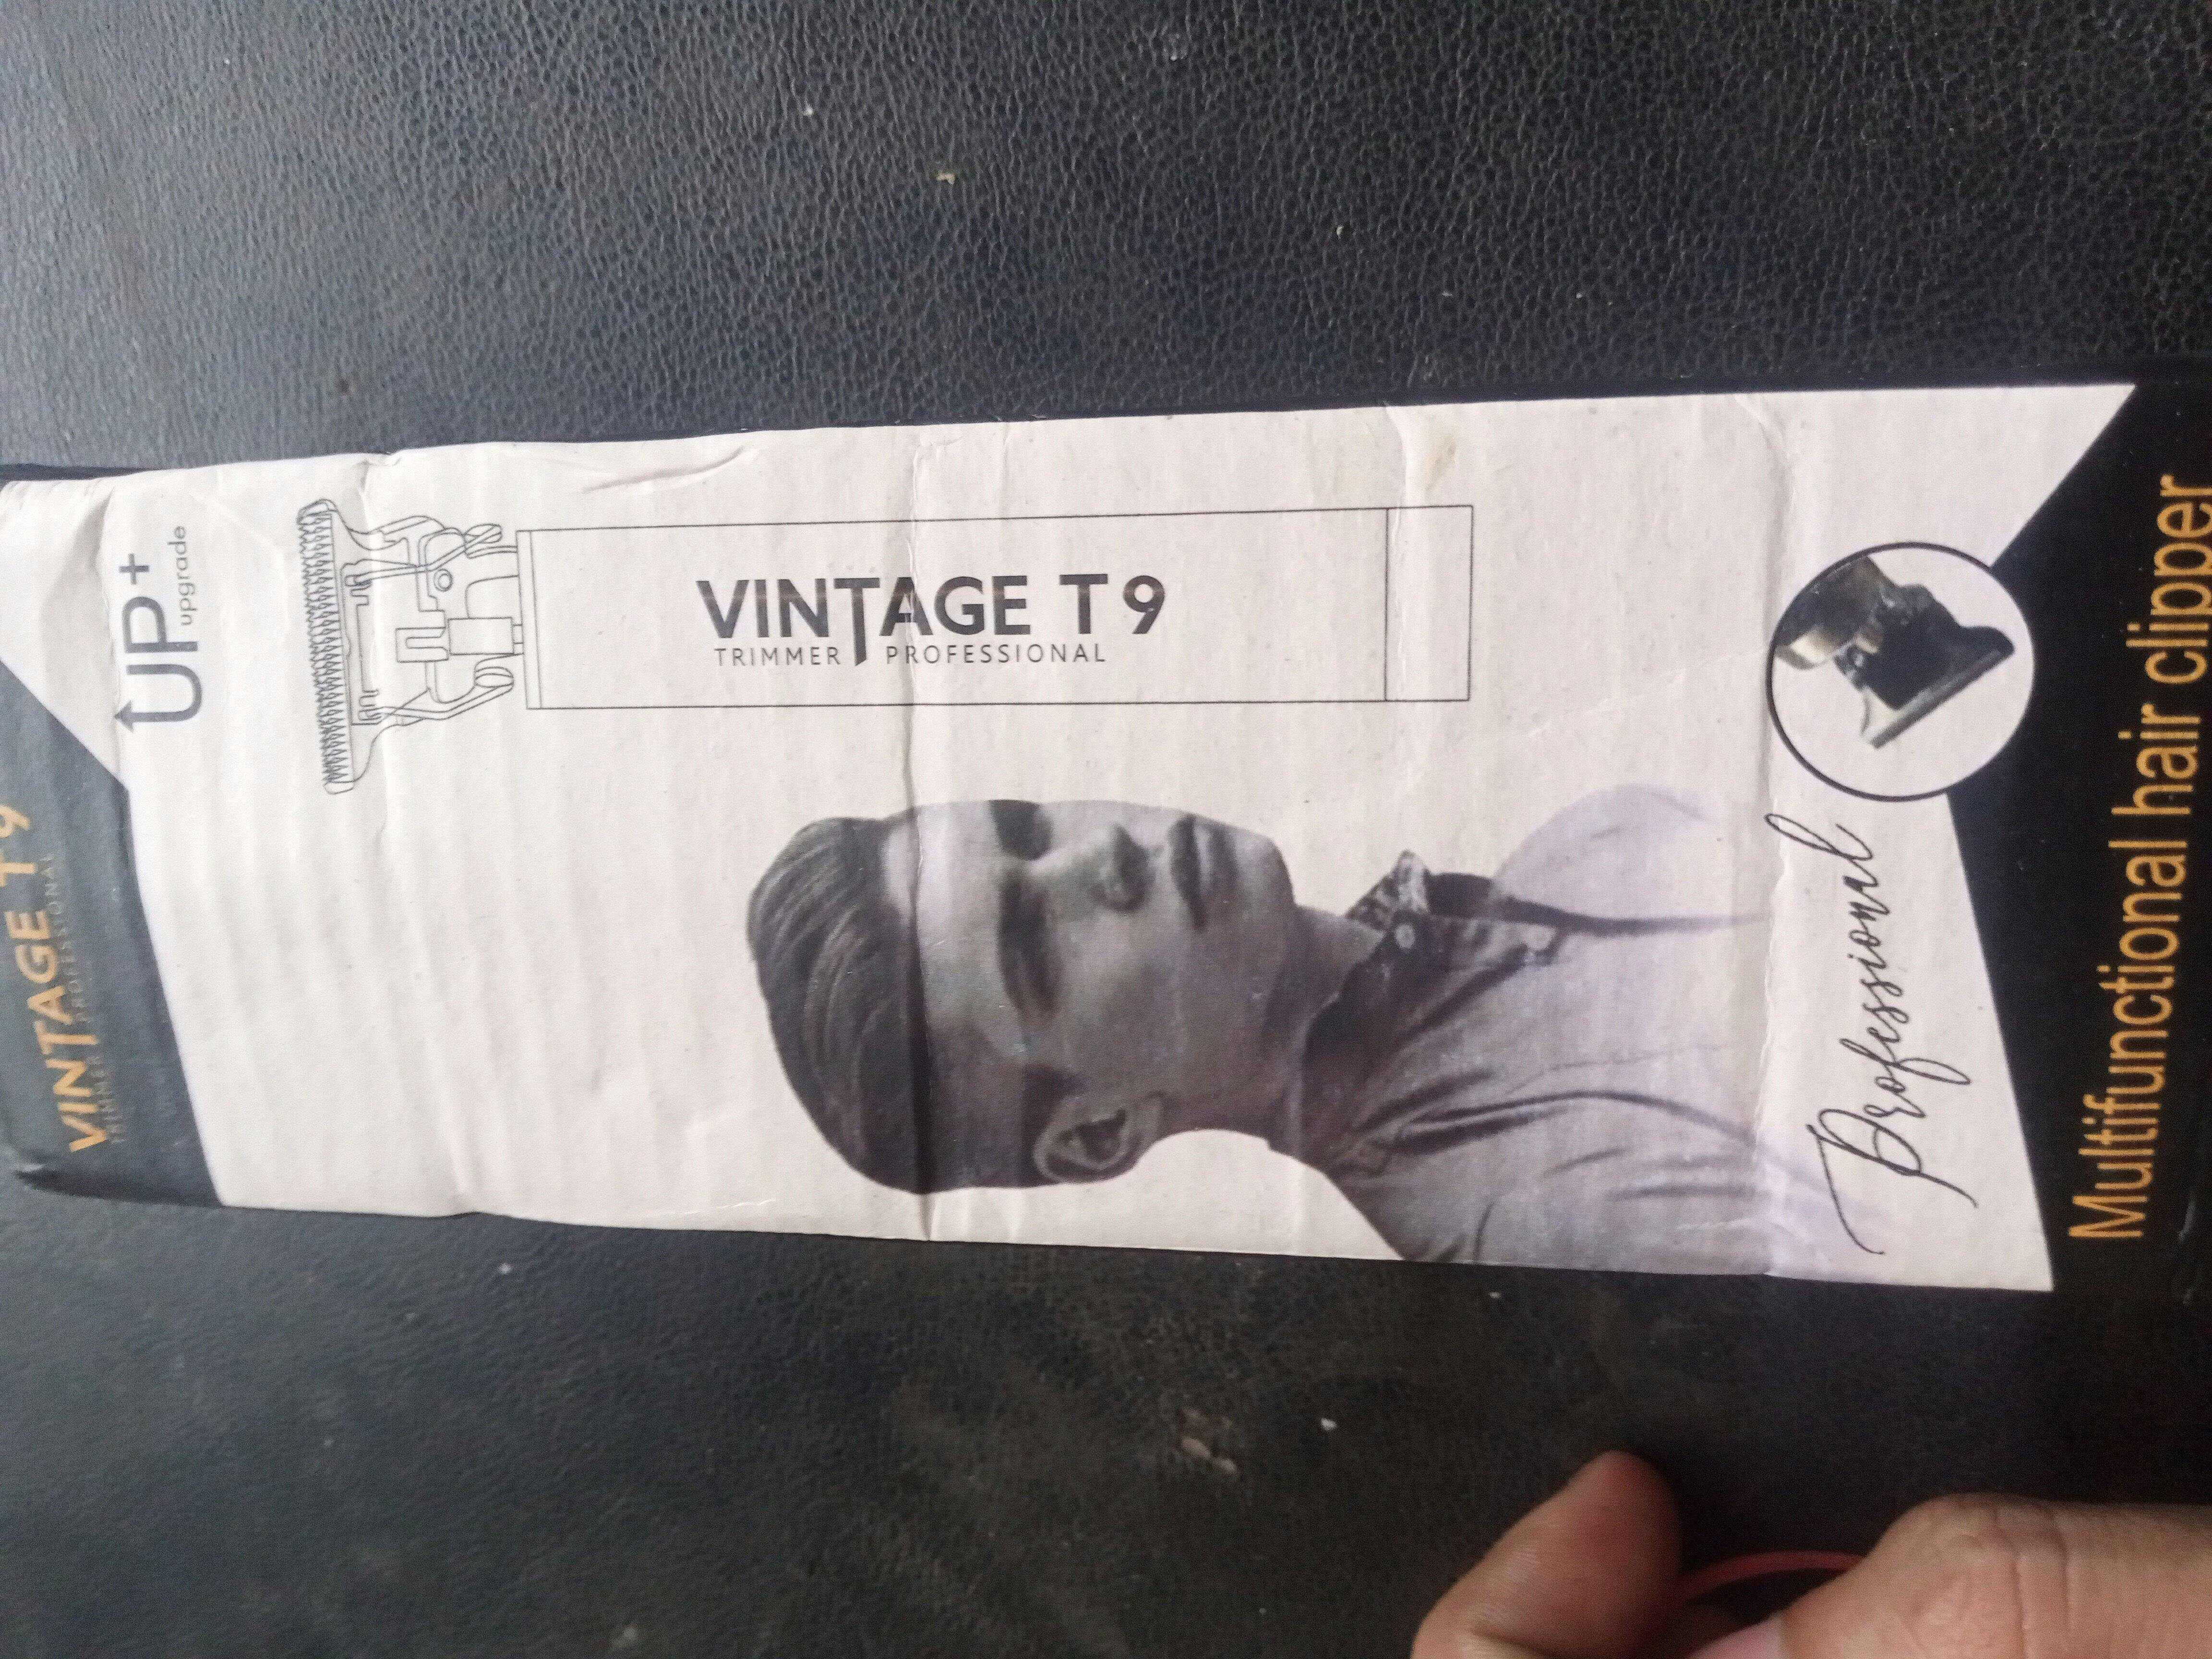 VINTAGE T9
TRIMMER PROFESSIONAL
UP+
upgrade
VINTAGE T9
TRIMMER PROFESSIONAL
Professional
Multifunctional hair clipper